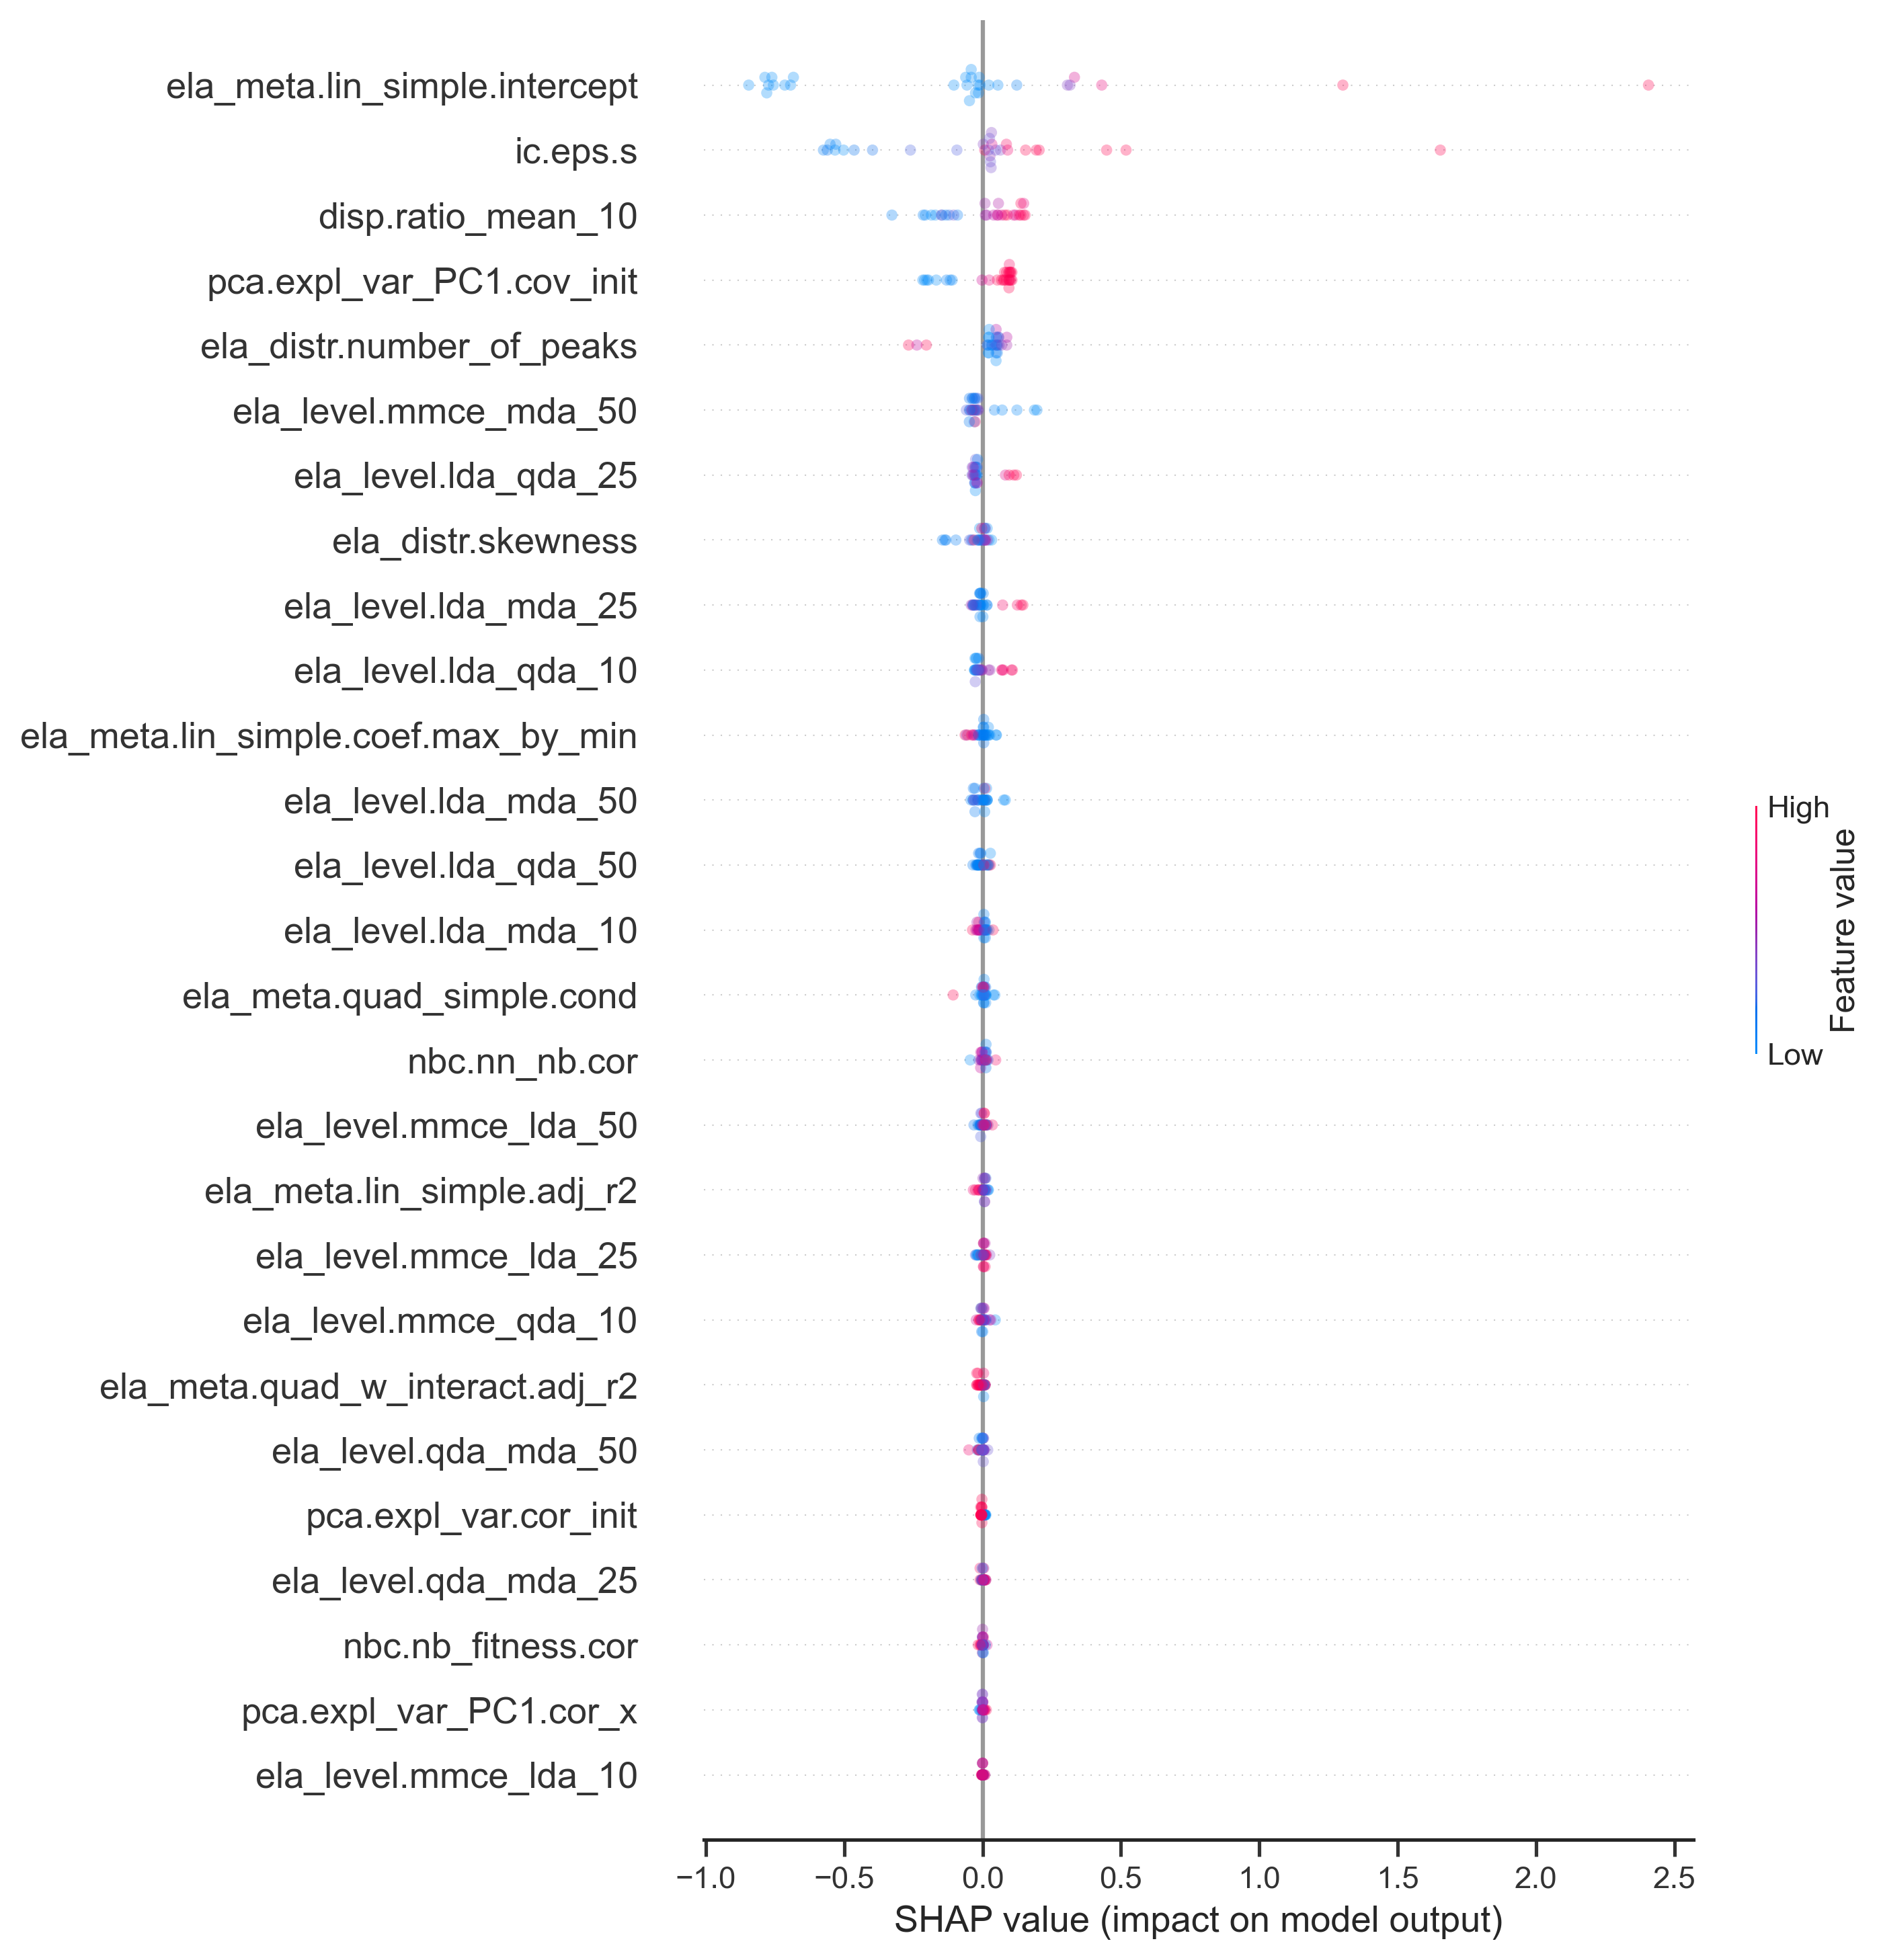 ela_meta.lin_simple.intercept
ic.eps.s
disp.ratio_mean_10
pca.expl_var_PC1.cov_init
ela_distr.number_of_peaks
ela_level.mmce_mda_50
ela_level.lda_qda_25
ela_distr.skewness
ela_level.lda_mda_25
ela_level.lda_qda_10
ela_meta.lin_simple.coef.max_by_min
ela_level.lda_mda_50
ela_level.lda_qda_50
ela_level.lda_mda_10
ela_meta.quad_simple.cond
nbc.nn_nb.cor
ela_level.mmce_lda_50
ela_meta.lin_simple.adj_r2
ela_level.mmce_lda_25
ela_level.mmce_qda_10
ela_meta.quad_w_interact.adj_r2
ela_level.qda_mda_50
pca.expl_var.cor_init
ela_level.qda_mda_25
nbc.nb_fitness.cor
pca.expl_var_PC1.cor_x
ela_level.mmce_lda_10
−1.0 −0.5 0.0 0.5 1.0 1.5 2.0 2.5
SHAP value (impact on model output)
High
Feature value
Low